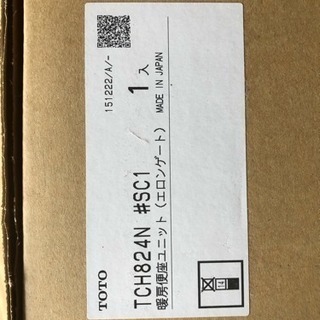 TOTO
TCH824N #SC1
暖房便座ユニット (エロンゲート)
1入
MADE IN JAPAN
151222/A/-
14